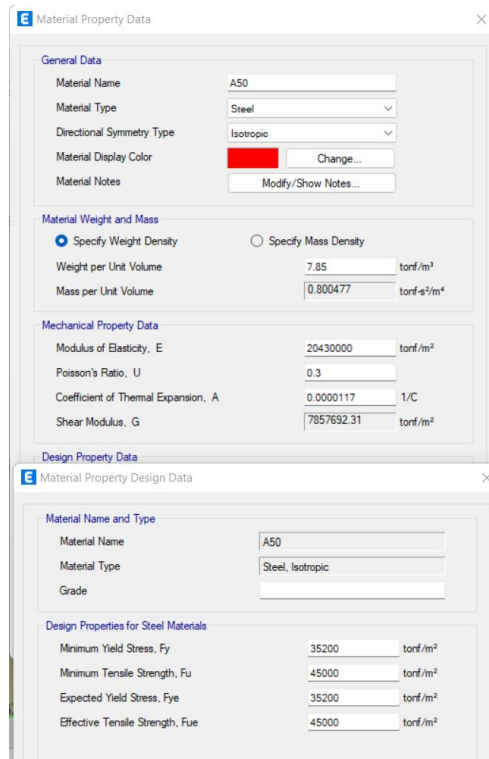 E Material Property Data
General Data
Material Name A50
Material Type Steel
Directional Symmetry Type Isotropic
Material Display Color Change...
Material Notes Modify/Show Notes...
Material Weight and Mass
Specify Weight Density Specify Mass Density
Weight per Unit Volume 7.85 tonf/m³
Mass per Unit Volume 0.800477 tonf-s²/m⁴
Mechanical Property Data
Modulus of Elasticity, E 20430000 tonf/m²
Poisson's Ratio, U 0.3
Coefficient of Thermal Expansion, A 0.0000117 1/C
Shear Modulus, G 7857692.31 tonf/m²
Design Property Data
E Material Property Design Data
Material Name and Type
Material Name A50
Material Type Steel, Isotropic
Grade
Design Properties for Steel Materials
Minimum Yield Stress, Fy 35200 tonf/m²
Minimum Tensile Strength, Fu 45000 tonf/m²
Expected Yield Stress, Fye 35200 tonf/m²
Effective Tensile Strength, Fue 45000 tonf/m²